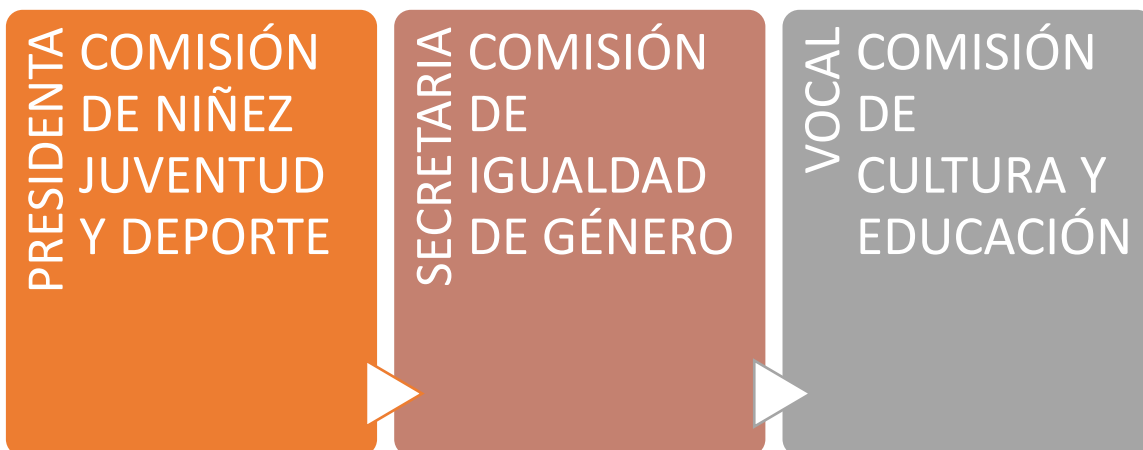 PRESIDENTA
COMISIÓN
DE NIÑEZ
JUVENTUD
Y DEPORTE
SECRETARIA
COMISIÓN
DE
IGUALDAD
DE GÉNERO
VOCAL
COMISIÓN
DE
CULTURA Y
EDUCACIÓN